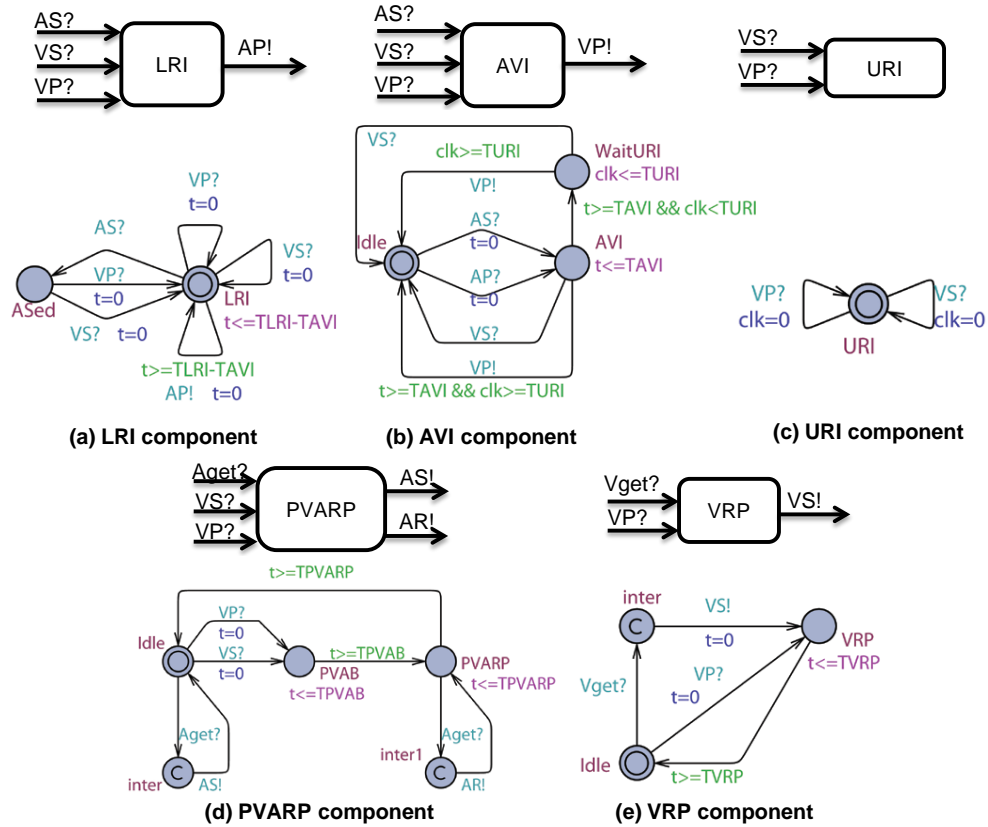 AS?
VS?
VP?
LRI
AP!
AS?
VS?
VP?
AVI
VP!
VS?
VP?
URI
VP?
t=0
AS?
VS?
t=0
VP?
t=0
ASed
LRI
t<=TLRI-TAVI
VS?
t=0
t>=TLRI-TAVI
AP!
t=0
(a) LRI component
VS?
clk>=TURI
WaitURI
clk<=TURI
VP!
t>=TAVI && clk<TURI
AS?
t=0
Idle
AVI
t<=TAVI
AP?
t=0
VS?
VP!
t>=TAVI && clk>=TURI
(b) AVI component
VP?
clk=0
VS?
clk=0
URI
(c) URI component
Aget?
VS?
VP?
PVARP
AS!
AR!
Vget?
VP?
VRP
VS!
t>=TPVARP
VP?
t=0
Idle
VS?
t=0
t>=TPVAB
PVAB
t<=TPVAB
PVARP
t<=TPVARP
Aget?
Aget?
inter1
C
C
inter
AS!
AR!
(d) PVARP component
inter
VS!
C
t=0
VRP
t<=TVRP
Vget?
VP?
t=0
Idle
t>=TVRP
(e) VRP component